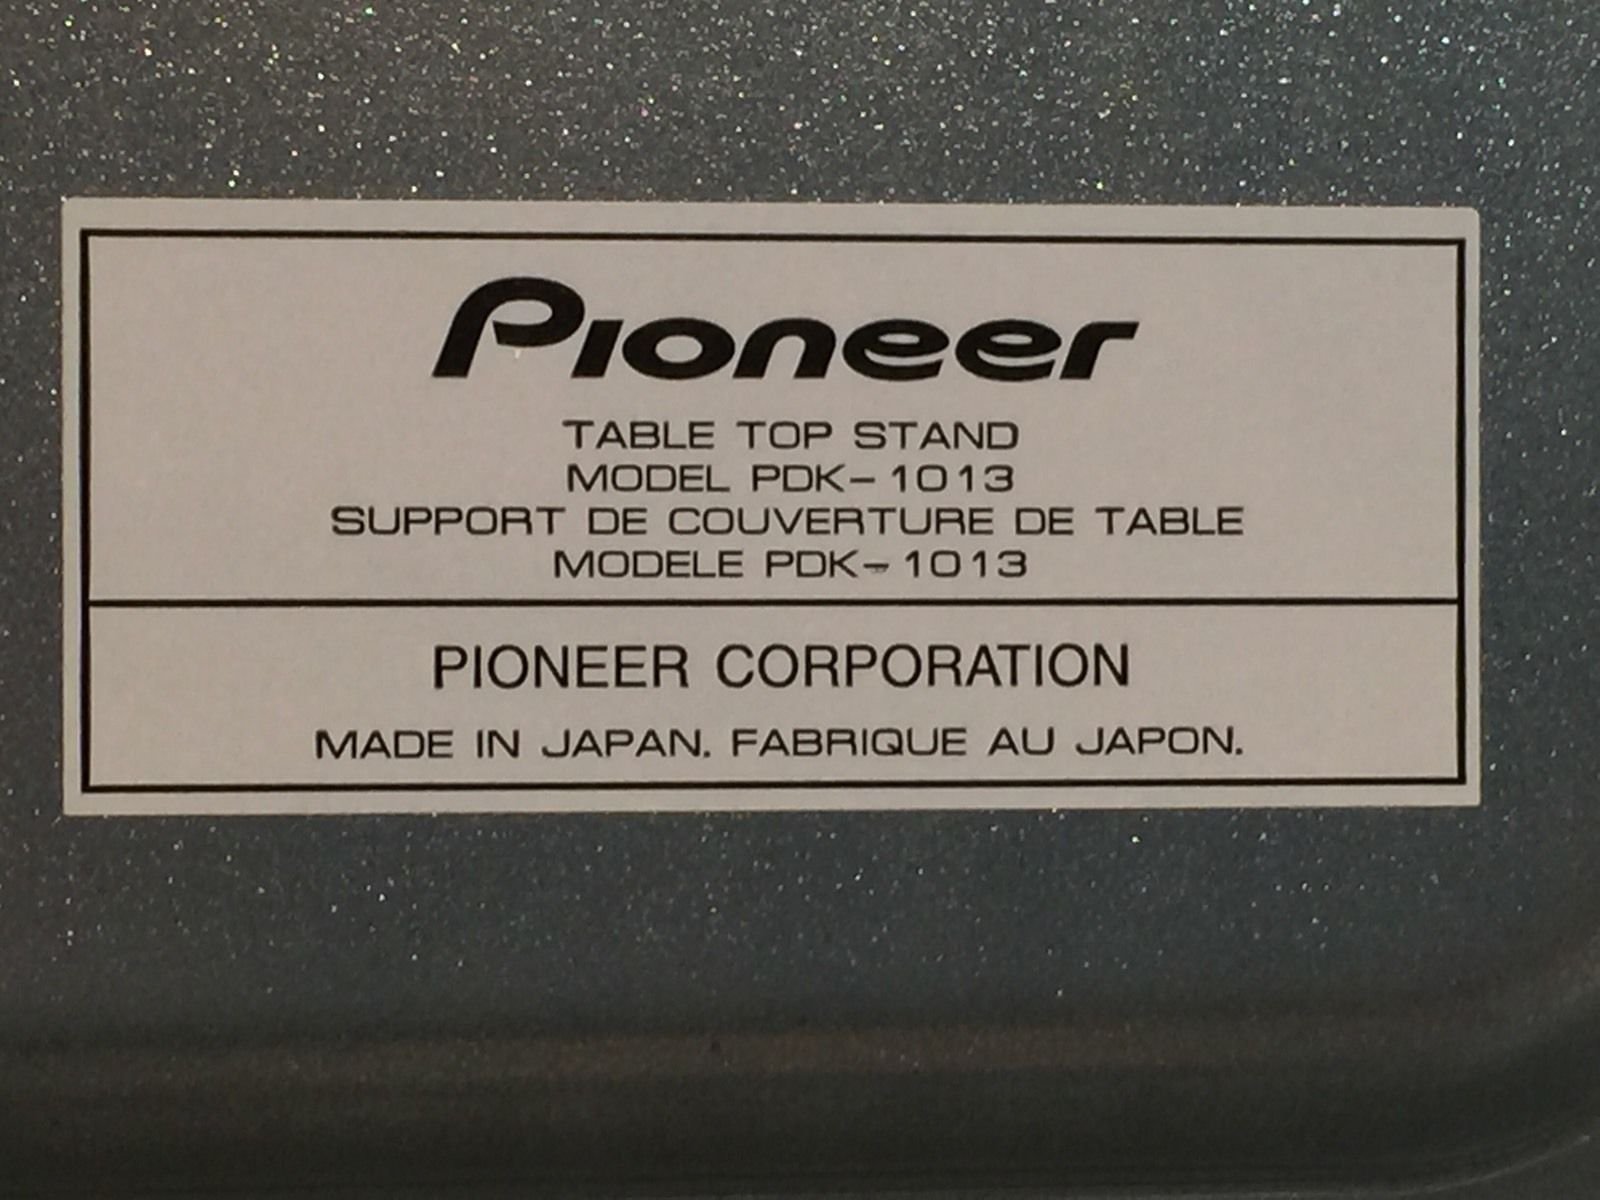 Pioneer
TABLE TOP STAND
MODEL PDK-1013
SUPPORT DE COUVERTURE DE TABLE
MODELE PDK-1013
PIONEER CORPORATION
MADE IN JAPAN. FABRIQUE AU JAPON.